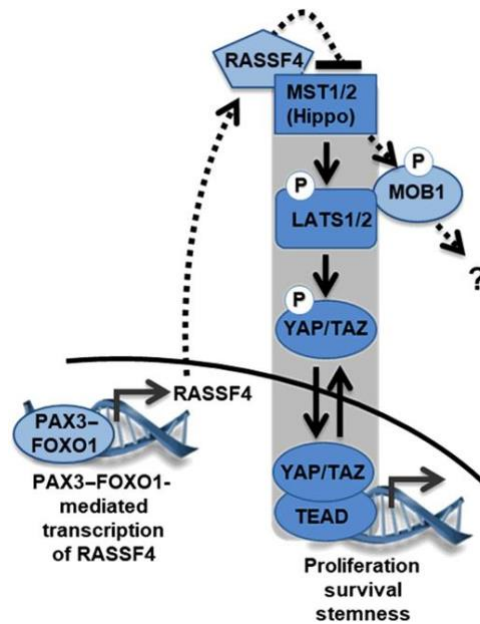 RASSF4
MST1/2
(Hippo)
P
MOB1
P
LATS1/2
?
P
YAP/TAZ
RASSF4
PAX3–
FOXO1
PAX3–FOXO1-
mediated
transcription
of RASSF4
YAP/TAZ
TEAD
Proliferation
survival
stemness